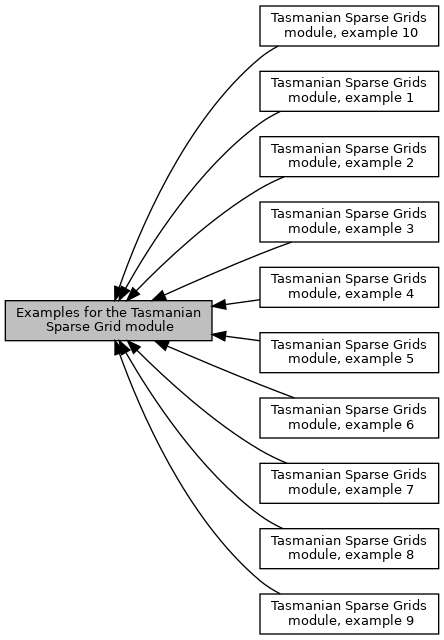 Tasmanian Sparse Grids
module, example 10
Tasmanian Sparse Grids
module, example 1
Tasmanian Sparse Grids
module, example 2
Tasmanian Sparse Grids
module, example 3
Tasmanian Sparse Grids
module, example 4
Examples for the Tasmanian
Sparse Grid module
Tasmanian Sparse Grids
module, example 5
Tasmanian Sparse Grids
module, example 6
Tasmanian Sparse Grids
module, example 7
Tasmanian Sparse Grids
module, example 8
Tasmanian Sparse Grids
module, example 9